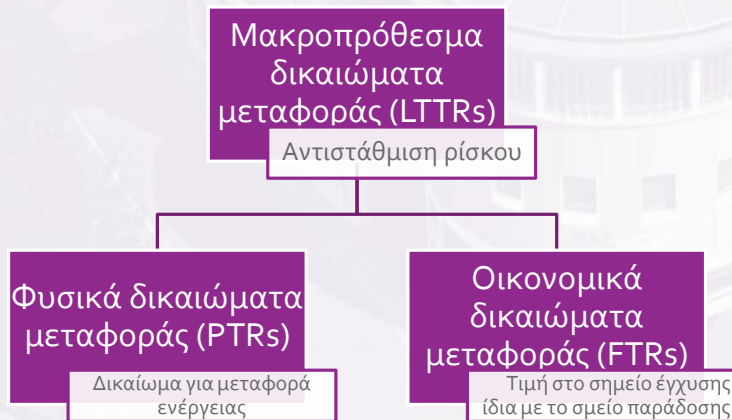 Μακροπρόθεσμα
δικαιώματα
μεταφοράς (LTTRs)
Αντιστάθμιση ρίσκου
Φυσικά δικαιώματα
μεταφοράς (PTRs)
Δικαίωμα για μεταφορά
ενέργειας
Οικονομικά
δικαιώματα
μεταφοράς (FTRs)
Τιμή στο σημείο έγχυσης
ίδια με το σμείο παράδοσης